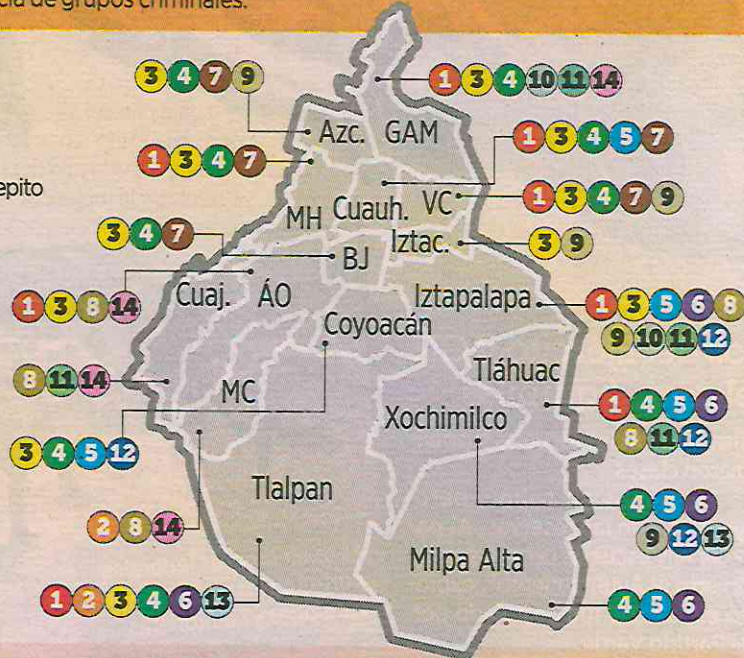 cia de grupos criminales.
3 4 7 9
1 3 4 10 11 14
Azc. GAM
1 3 4 5 7
1 3 4 7
epito
MH Cuauh. VC
1 3 4 7 9
3 4 7
Iztac.
3 9
BJ
Cuaj. ÁO
Iztapalapa
1 3 8 14
1 3 5 6 8
9 10 11 12
Coyoacán
Tláhuac
8 11 14
MC
Xochimilco
1 4 5 6
8 11 12
3 4 5 12
Tlalpan
4 5 6
9 12 13
2 8 14
Milpa Alta
1 2 3 4 6 13
4 5 6